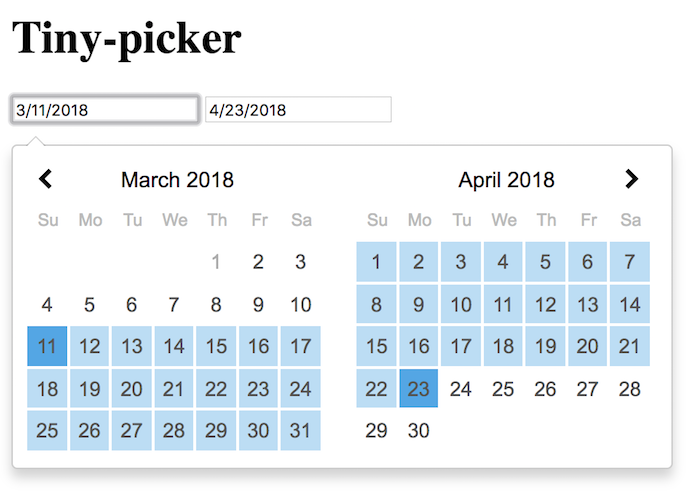 Tiny-picker
3/11/2018 4/23/2018
March 2018
Su Mo Tu We Th Fr Sa
1 2 3
4 5 6 7 8 9 10
11 12 13 14 15 16 17
18 19 20 21 22 23 24
25 26 27 28 29 30 31
April 2018
Su Mo Tu We Th Fr Sa
1 2 3 4 5 6 7
8 9 10 11 12 13 14
15 16 17 18 19 20 21
22 23 24 25 26 27 28
29 30